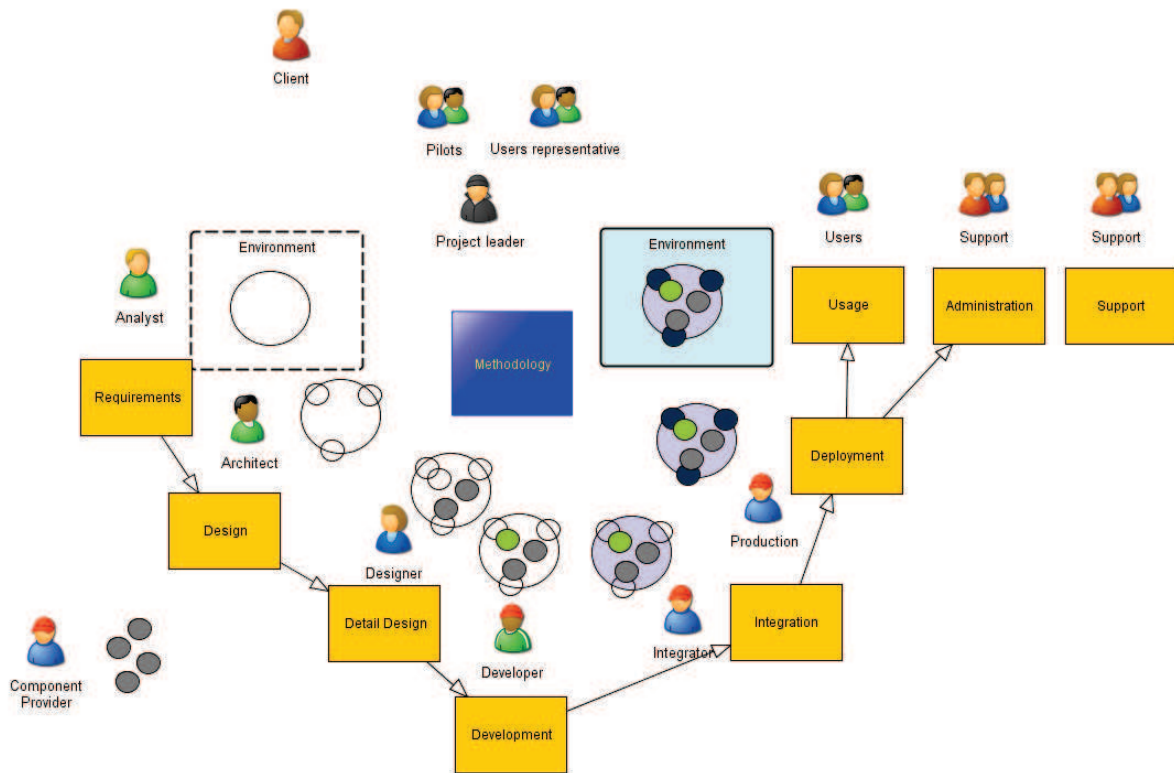 Client
Pilots
Users representative
Project leader
Environment
Environment
Users
Support
Support
Analyst
Usage
Administration
Support
Methodology
Requirements
Architect
Deployment
Design
Designer
Production
Detail Design
Integration
Developer
Integrator
Component
Provider
Development